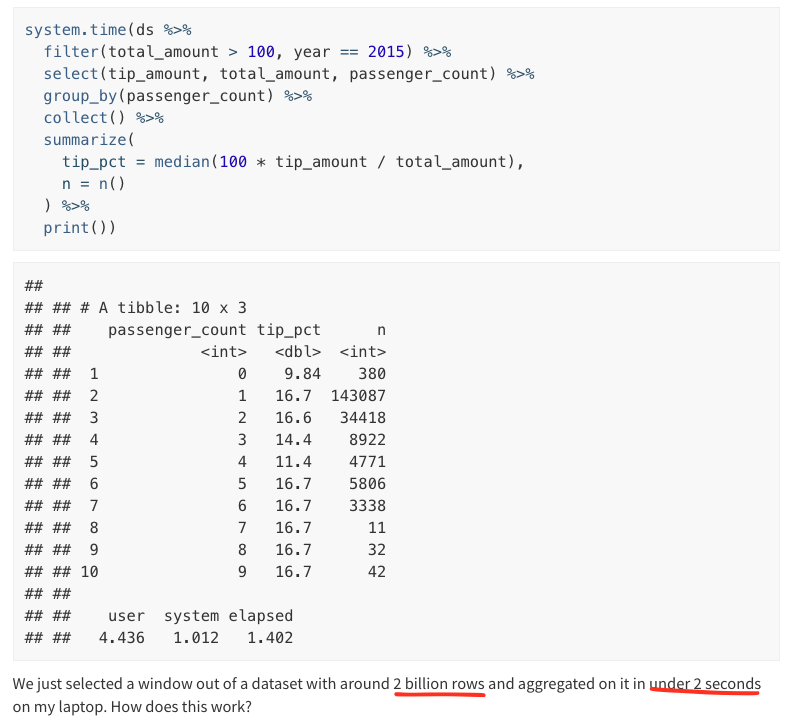 system.time(ds %>%
  filter(total_amount > 100, year == 2015) %>%
  select(tip_amount, total_amount, passenger_count) %>%
  group_by(passenger_count) %>%
  collect() %>%
  summarize(
    tip_pct = median(100 * tip_amount / total_amount),
    n = n()
  ) %>%
  print())
##
## ## # A tibble: 10 x 3
## ##    passenger_count tip_pct      n
## ##              <int>   <dbl>  <int>
## ##  1               0    9.84    380
## ##  2               1   16.7  143087
## ##  3               2   16.6   34418
## ##  4               3   14.4    8922
## ##  5               4   11.4    4771
## ##  6               5   16.7    5806
## ##  7               6   16.7    3338
## ##  8               7   16.7      11
## ##  9               8   16.7      32
## ## 10               9   16.7      42
## ##
## ##    user  system elapsed
## ##   4.436   1.012   1.402
We just selected a window out of a dataset with around 2 billion rows and aggregated on it in under 2 seconds
on my laptop. How does this work?